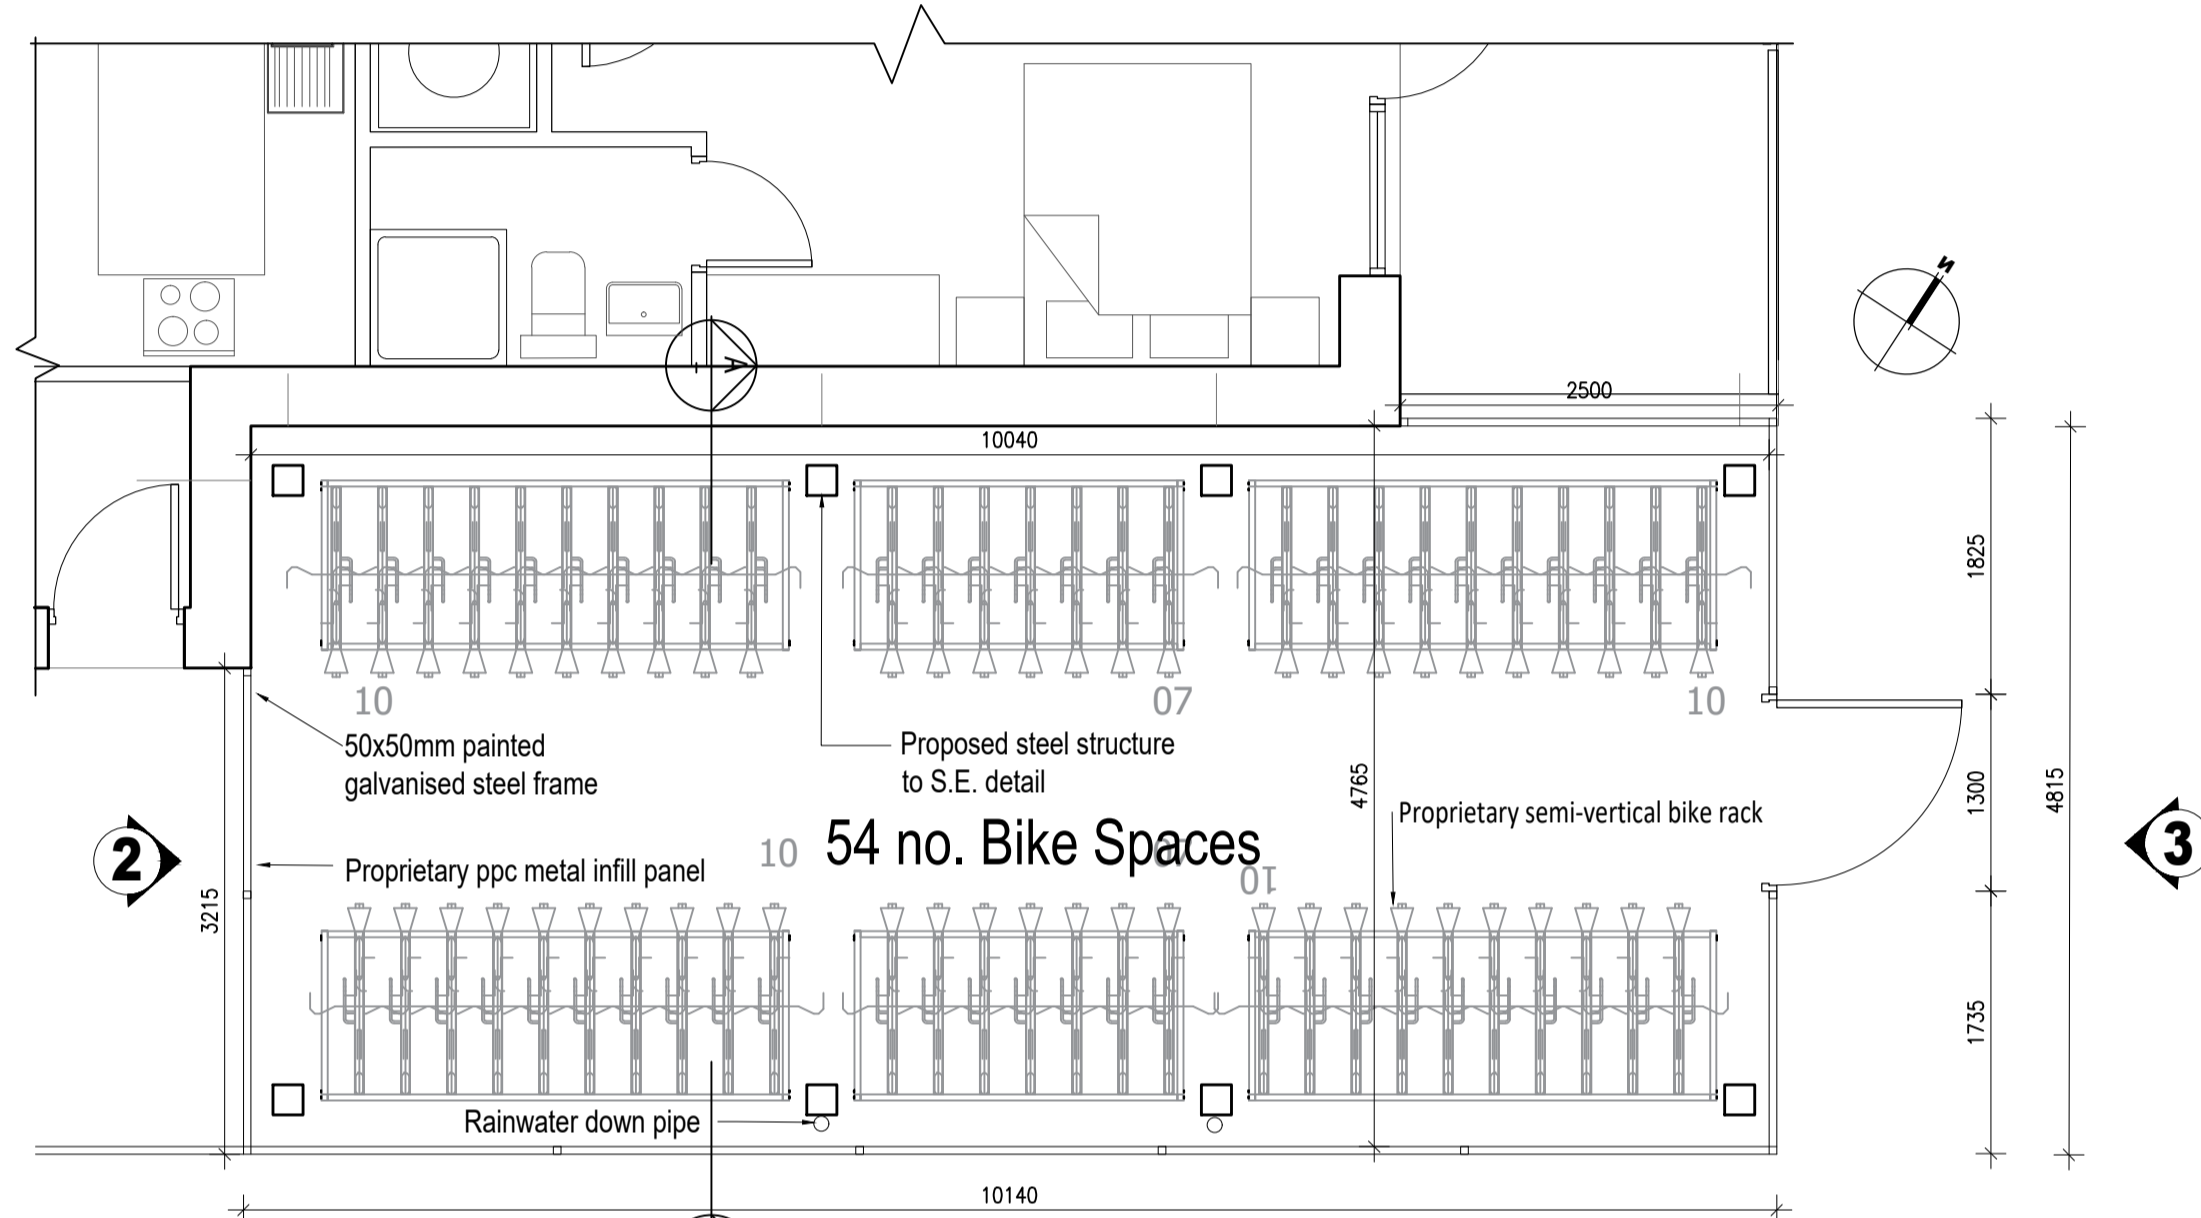 N
A
2500
10040
1825
10
07
10
50x50mm painted
galvanised steel frame
Proposed steel structure
to S.E. detail
4765
1300
4815
Proprietary semi-vertical bike rack
2
3
10
54 no. Bike Spaces
07
10
Proprietary ppc metal infill panel
3215
1735
Rainwater down pipe
10140